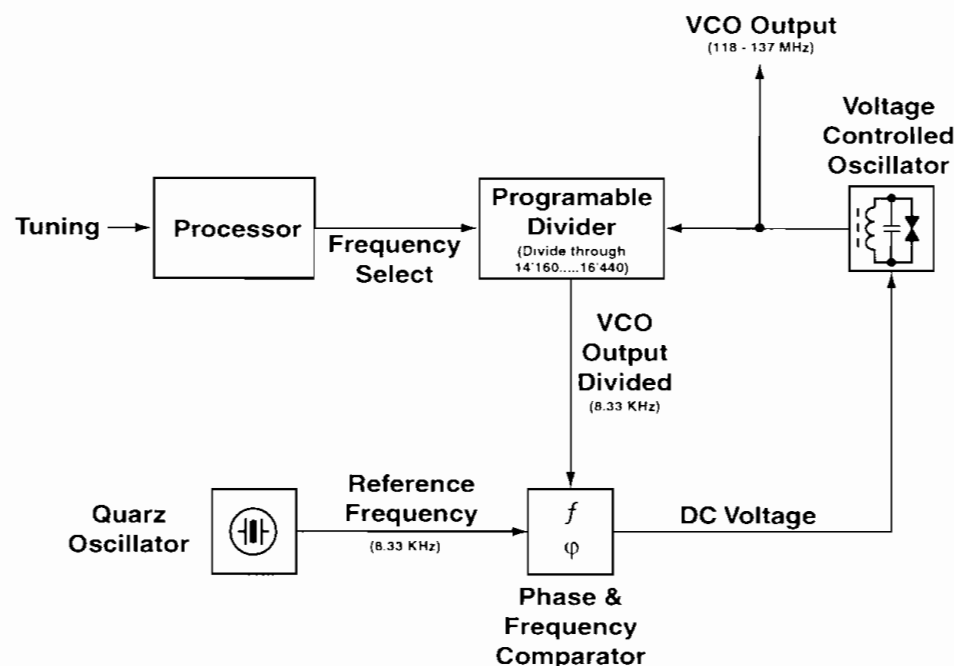 VCO Output
(118 - 137 MHz)
Voltage
Controlled
Oscillator
Tuning
Processor
Frequency
Select
Programable
Divider
(Divide through
14'160.....16'440)
VCO
Output
Divided
(8.33 KHz)
Quarz
Oscillator
Reference
Frequency
(8.33 KHz)
f
φ
DC Voltage
Phase &
Frequency
Comparator